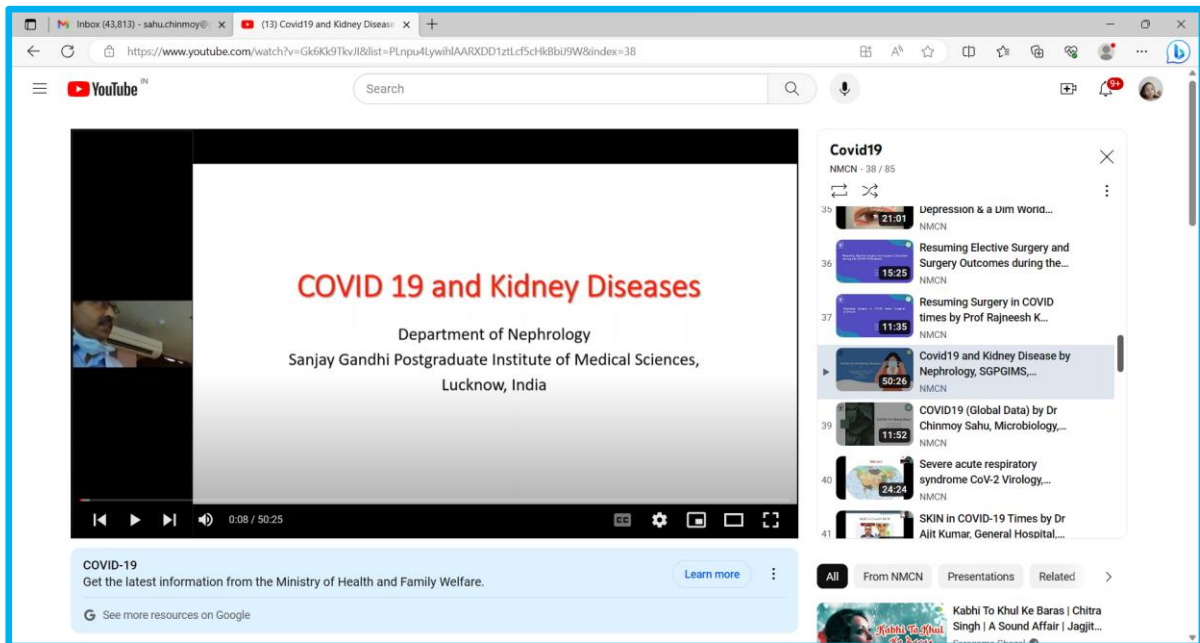 Inbox (43,813) - sahu.chinmoy@
(13) Covid19 and Kidney Disease
https://www.youtube.com/watch?v=Gk6Kk9TkvJI&list=PLnpu4LywihlAARXDD1ztLcf5cHkBbiJ9W&index=38
YouTube IN
Search
9+
COVID 19 and Kidney Diseases
Department of Nephrology
Sanjay Gandhi Postgraduate Institute of Medical Sciences,
Lucknow, India
0:08 / 50:25
CC
COVID-19
Get the latest information from the Ministry of Health and Family Welfare.
Learn more
G See more resources on Google
Covid19
NMCN - 38 / 85
35
21:01
Depression & a Dim World...
NMCN
36
15:25
Resuming Elective Surgery and
Surgery Outcomes during the...
NMCN
37
11:35
Resuming Surgery in COVID
times by Prof Rajneesh K...
NMCN
50:26
Covid19 and Kidney Disease by
Nephrology, SGPGIMS,...
NMCN
39
11:52
COVID19 (Global Data) by Dr
Chinmoy Sahu, Microbiology,...
NMCN
40
24:24
Severe acute respiratory
syndrome CoV-2 Virology,...
NMCN
41
SKIN in COVID-19 Times by Dr
Ajit Kumar, General Hospital,...
All
From NMCN
Presentations
Related
Kabhi To Khul
Kabhi To Khul Ke Baras | Chitra
Singh | A Sound Affair | Jagjit...